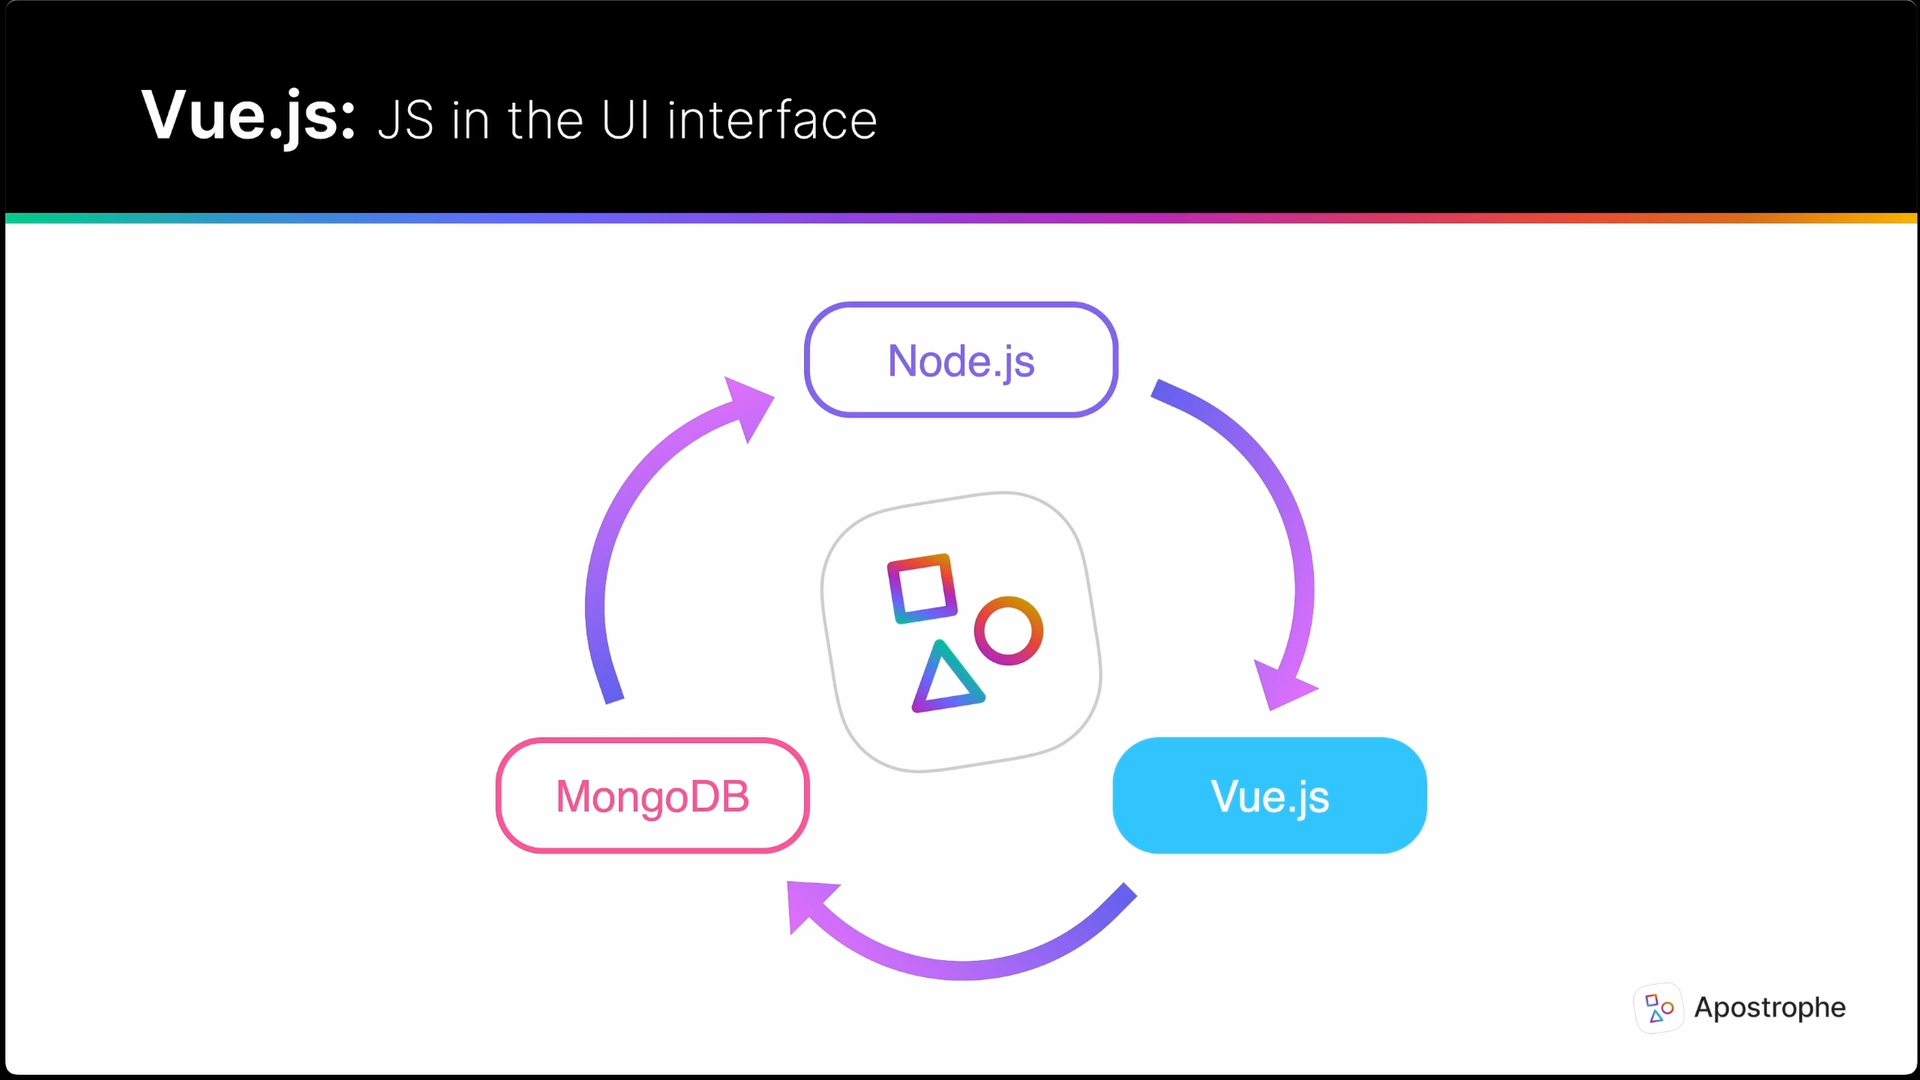 Vue.js: JS in the UI interface
Node.js
MongoDB
Vue.js
Apostrophe